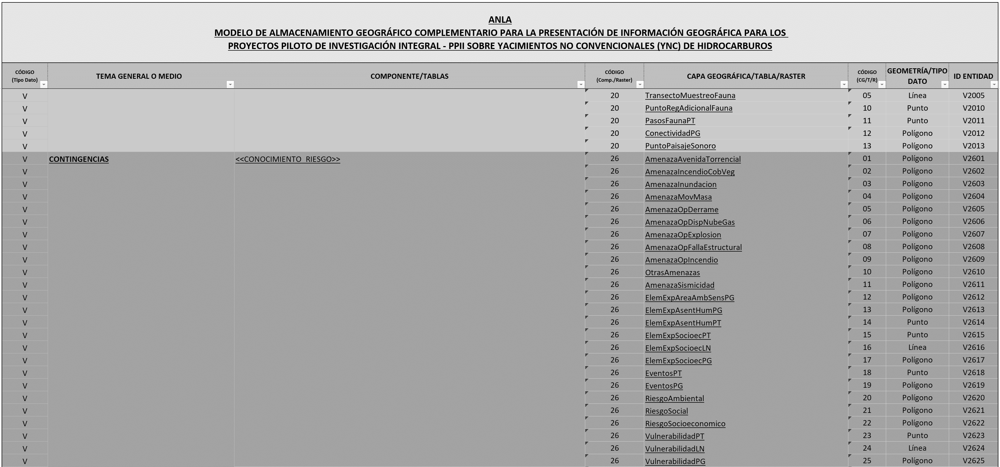 ANLA
MODELO DE ALMACENAMIENTO GEOGRÁFICO COMPLEMENTARIO PARA LA PRESENTACIÓN DE INFORMACIÓN GEOGRÁFICA PARA LOS
PROYECTOS PILOTO DE INVESTIGACIÓN INTEGRAL - PPII SOBRE YACIMIENTOS NO CONVENCIONALES (YNC) DE HIDROCARBUROS
CÓDIGO (Tipo Dato) TEMA GENERAL O MEDIO COMPONENTE/TABLAS CÓDIGO (Comp./Raster) CAPA GEOGRÁFICA/TABLA/RASTER CÓDIGO (CG/T/R) GEOMETRÍA/TIPO DATO ID ENTIDAD
V 20 TransectoMuestreoFauna 05 Línea V2005
V 20 PuntoRegAdicionalFauna 10 Punto V2010
V 20 PasosFaunaPT 11 Punto V2011
V 20 ConectividadPG 12 Polígono V2012
V 20 PuntoPaisajeSonoro 13 Polígono V2013
V CONTINGENCIAS <<CONOCIMIENTO_RIESGO>> 26 AmenazaAvenidaTorrencial 01 Polígono V2601
V 26 AmenazaIncendioCobVeg 02 Polígono V2602
V 26 AmenazaInundacion 03 Polígono V2603
V 26 AmenazaMovMasa 04 Polígono V2604
V 26 AmenazaOpDerrame 05 Polígono V2605
V 26 AmenazaOpDispNubeGas 06 Polígono V2606
V 26 AmenazaOpExplosion 07 Polígono V2607
V 26 AmenazaOpFallaEstructural 08 Polígono V2608
V 26 AmenazaOpIncendio 09 Polígono V2609
V 26 OtrasAmenazas 10 Polígono V2610
V 26 AmenazaSismicidad 11 Polígono V2611
V 26 ElemExpAreaAmbSensPG 12 Polígono V2612
V 26 ElemExpAsentHumPG 13 Polígono V2613
V 26 ElemExpAsentHumPT 14 Punto V2614
V 26 ElemExpSocioecPT 15 Punto V2615
V 26 ElemExpSocioecLN 16 Línea V2616
V 26 ElemExpSocioecPG 17 Polígono V2617
V 26 EventosPT 18 Punto V2618
V 26 EventosPG 19 Polígono V2619
V 26 RiesgoAmbiental 20 Polígono V2620
V 26 RiesgoSocial 21 Polígono V2621
V 26 RiesgoSocioeconomico 22 Polígono V2622
V 26 VulnerabilidadPT 23 Punto V2623
V 26 VulnerabilidadLN 24 Línea V2624
V 26 VulnerabilidadPG 25 Polígono V2625